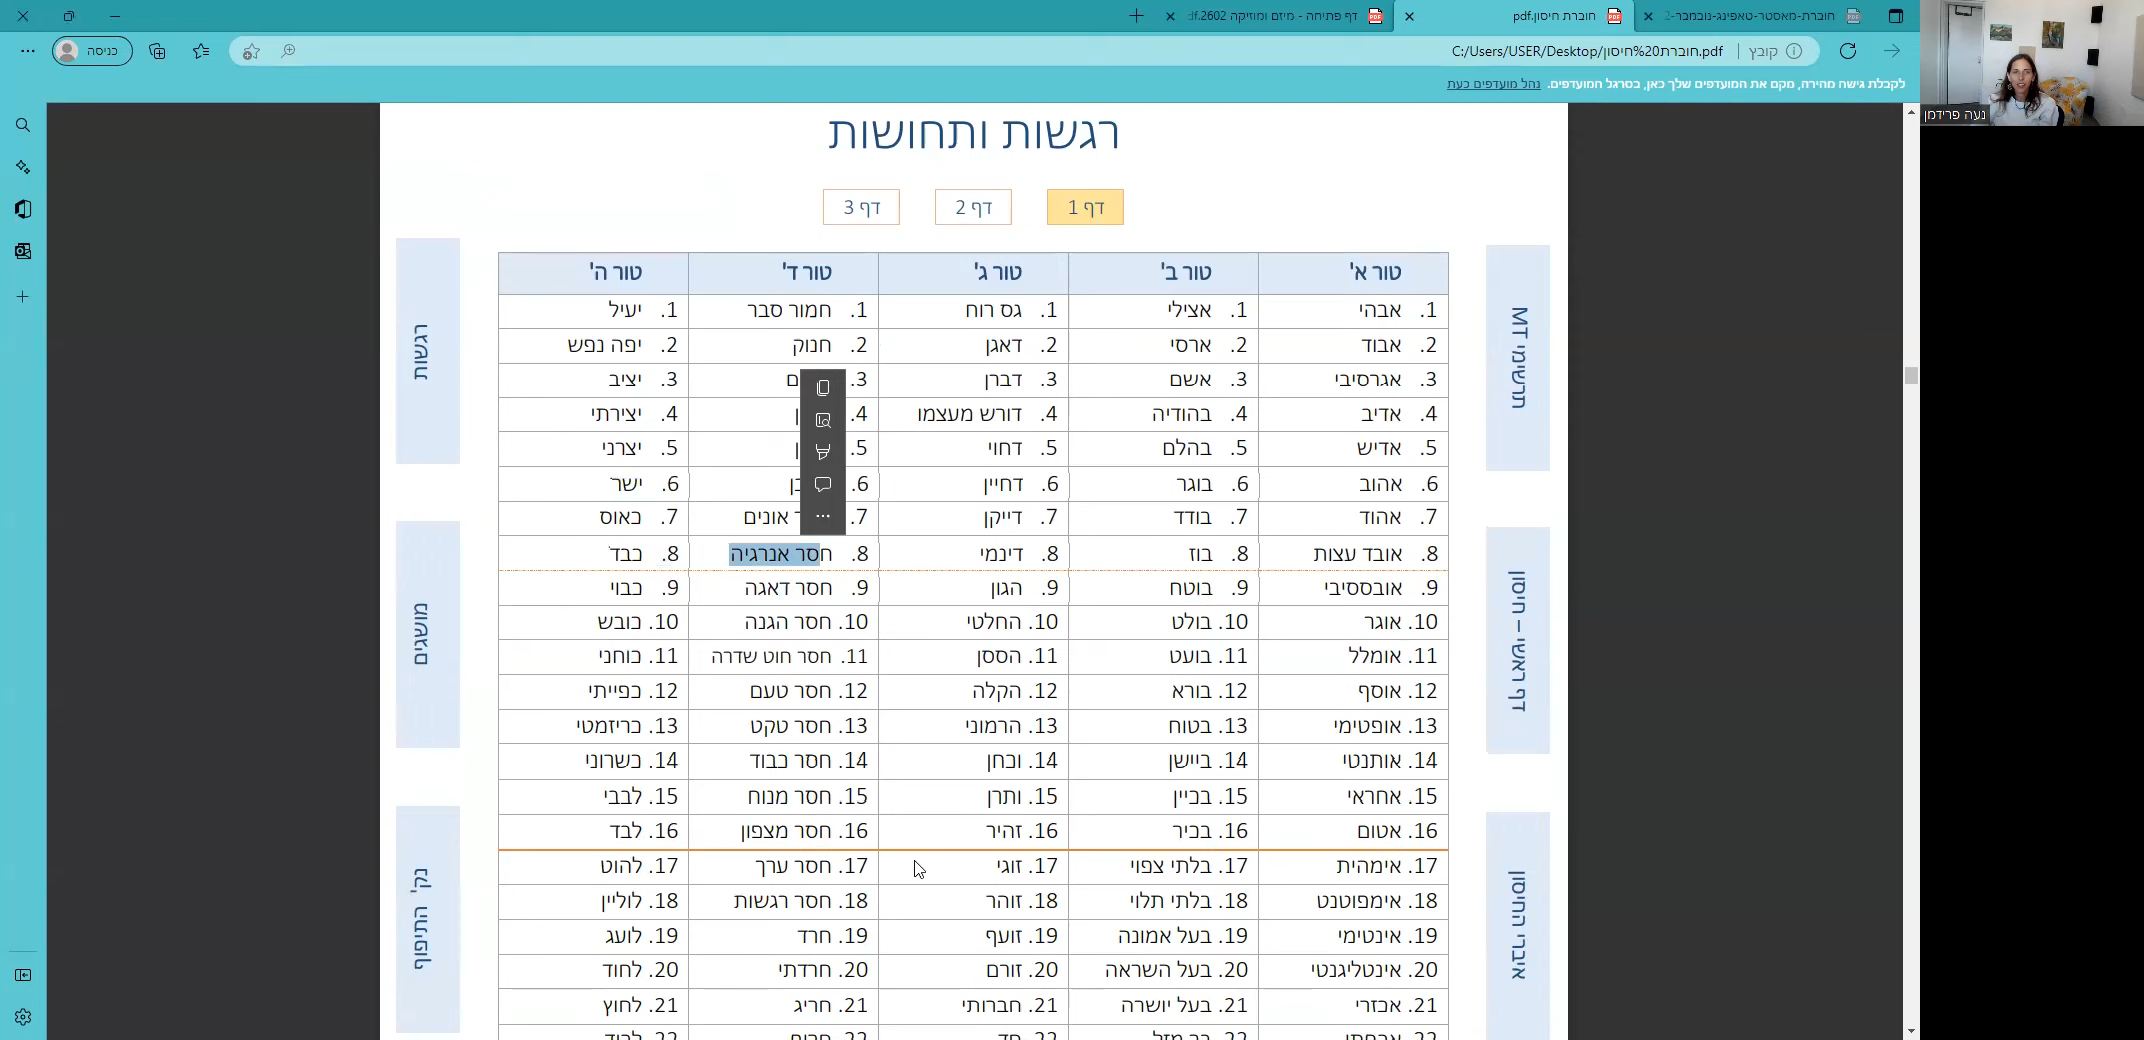 חוברת-מאסטר-טאפינג-נובמבר-2
חוברת חיסון.pdf
דף פתיחה - מיזם ומוזיקה 2602.df
קובץ
C:/Users/USER/Desktop/חוברת%20חיסון.pdf
כניסה
לקבלת גישה מהירה, מקם את המועדפים שלך כאן, בסרגל המועדפים. נהל מועדפים כעת
נעה פרידמן
רגשות ותחושות
דף 1 דף 2 דף 3
תרשימי MT
דף ראשי – חיסון
איברי החיסון
רגשות
מושגים
נק' התיפוף
טור א' טור ב' טור ג' טור ד' טור ה'
1. אבהי 1. אצילי 1. גס רוח 1. חמור סבר 1. יעיל
2. אבוד 2. ארסי 2. דאגן 2. חנוק 2. יפה נפש
3. אגרסיבי 3. אשם 3. דברן 3. 3. יציב
4. אדיב 4. בהודיה 4. דורש מעצמו 4. 4. יצירתי
5. אדיש 5. בהלם 5. דחוי 5. 5. יצרני
6. אהוב 6. בוגר 6. דחיין 6. 6. ישר
7. אהוד 7. בודד 7. דייקן 7. אונים 7. כאוס
8. אובד עצות 8. בוז 8. דינמי 8. חסר אנרגיה 8. כבד
9. אובססיבי 9. בוטח 9. הגון 9. חסר דאגה 9. כבוי
10. אוגר 10. בולט 10. החלטי 10. חסר הגנה 10. כובש
11. אומלל 11. בועט 11. הססן 11. חסר חוט שדרה 11. כוחני
12. אוסף 12. בורא 12. הקלה 12. חסר טעם 12. כפייתי
13. אופטימי 13. בטוח 13. הרמוני 13. חסר טקט 13. כריזמטי
14. אותנטי 14. ביישן 14. וכחן 14. חסר כבוד 14. כשרוני
15. אחראי 15. בכיין 15. ותרן 15. חסר מנוח 15. לבבי
16. אטום 16. בכיר 16. זהיר 16. חסר מצפון 16. לבד
17. אימהית 17. בלתי צפוי 17. זוגי 17. חסר ערך 17. להוט
18. אימפוטנט 18. בלתי תלוי 18. זוהר 18. חסר רגשות 18. לוליין
19. אינטימי 19. בעל אמונה 19. זועף 19. חרד 19. לועג
20. אינטליגנטי 20. בעל השראה 20. זורם 20. חרדתי 20. לחוד
21. אכזרי 21. בעל יושרה 21. חברותי 21. חריג 21. לחוץ